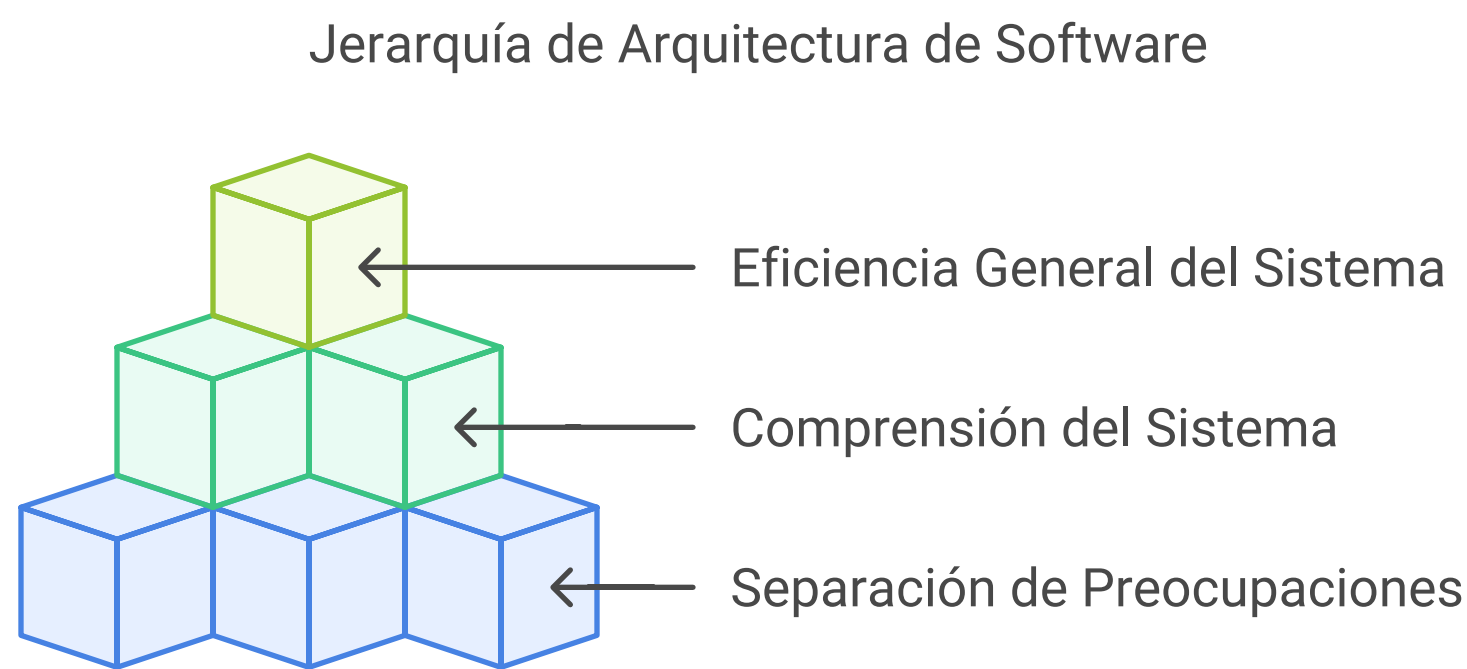 Jerarquía de Arquitectura de Software
Eficiencia General del Sistema
Comprensión del Sistema
Separación de Preocupaciones